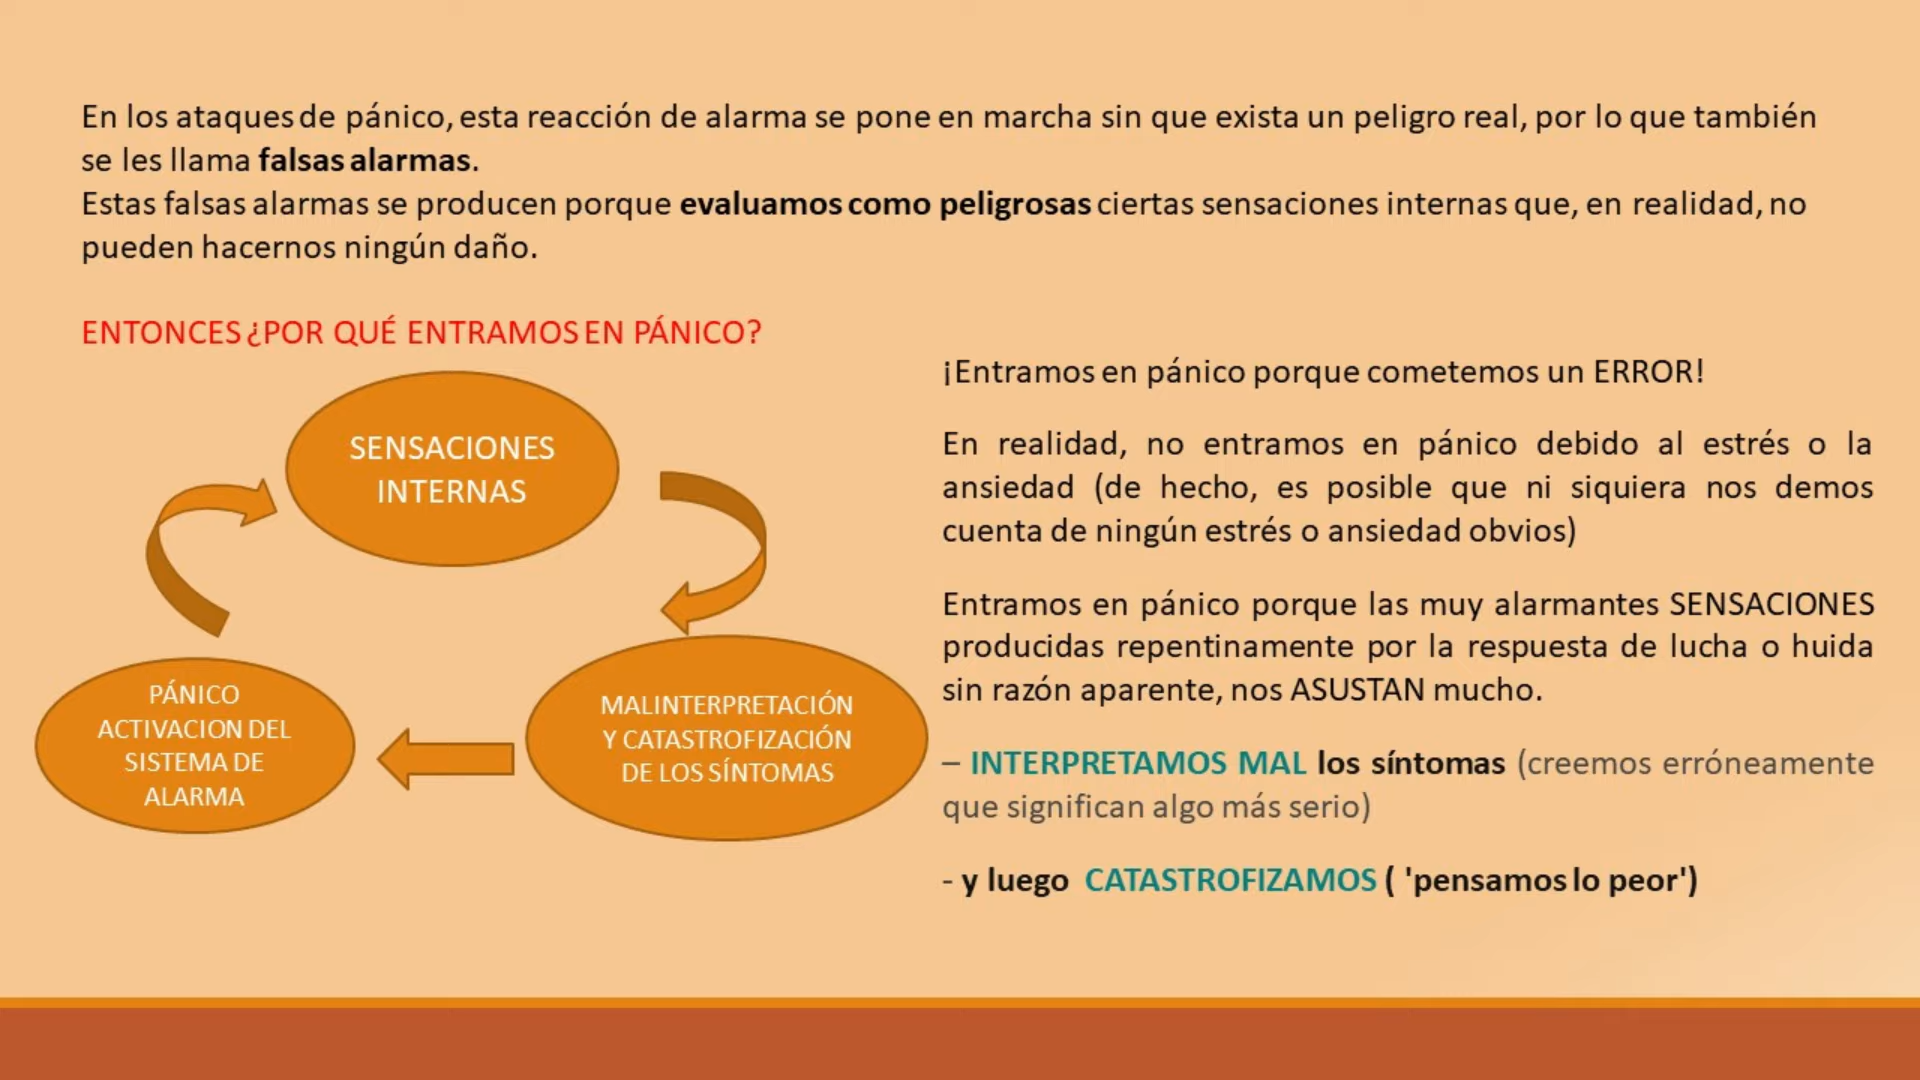 En los ataques de pánico, esta reacción de alarma se pone en marcha sin que exista un peligro real, por lo que también
se les llama falsas alarmas.
Estas falsas alarmas se producen porque evaluamos como peligrosas ciertas sensaciones internas que, en realidad, no
pueden hacernos ningún daño.
ENTONCES ¿POR QUÉ ENTRAMOS EN PÁNICO?
SENSACIONES
INTERNAS
MALINTERPRETACIÓN
Y CATASTROFIZACIÓN
DE LOS SÍNTOMAS
PÁNICO
ACTIVACION DEL
SISTEMA DE
ALARMA
¡Entramos en pánico porque cometemos un ERROR!
En realidad, no entramos en pánico debido al estrés o la
ansiedad (de hecho, es posible que ni siquiera nos demos
cuenta de ningún estrés o ansiedad obvios)
Entramos en pánico porque las muy alarmantes SENSACIONES
producidas repentinamente por la respuesta de lucha o huida
sin razón aparente, nos ASUSTAN mucho.
– INTERPRETAMOS MAL los síntomas (creemos erróneamente
que significan algo más serio)
- y luego CATASTROFIZAMOS ( 'pensamos lo peor')